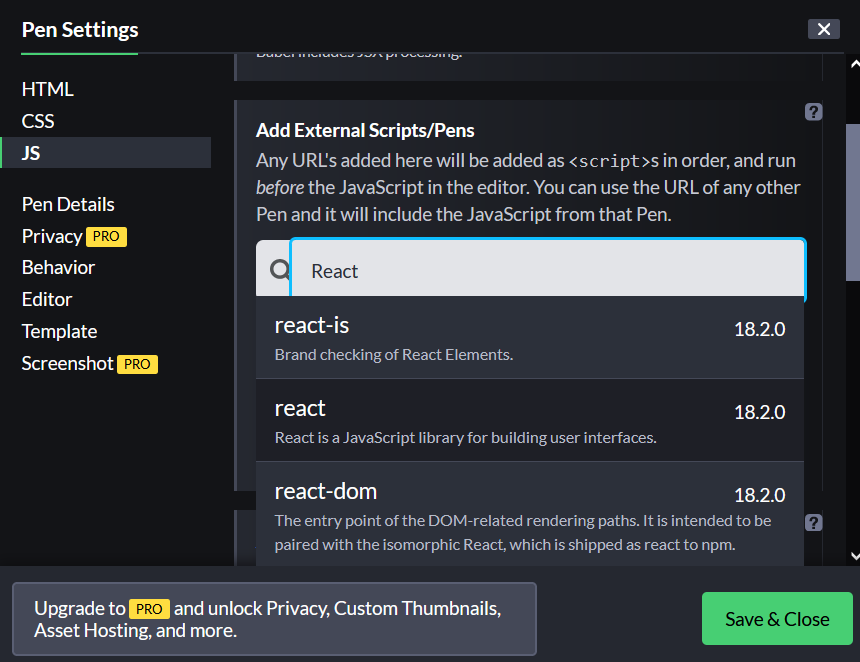 Pen Settings
HTML
CSS
JS
Pen Details
Privacy PRO
Behavior
Editor
Template
Screenshot PRO
Babel includes JSX processing.
?
Add External Scripts/Pens
Any URL's added here will be added as <script>s in order, and run
before the JavaScript in the editor. You can use the URL of any other
Pen and it will include the JavaScript from that Pen.
React
react-is 18.2.0
Brand checking of React Elements.
react 18.2.0
React is a JavaScript library for building user interfaces.
react-dom 18.2.0
The entry point of the DOM-related rendering paths. It is intended to be
paired with the isomorphic React, which is shipped as react to npm.
?
Upgrade to PRO and unlock Privacy, Custom Thumbnails,
Asset Hosting, and more.
Save & Close